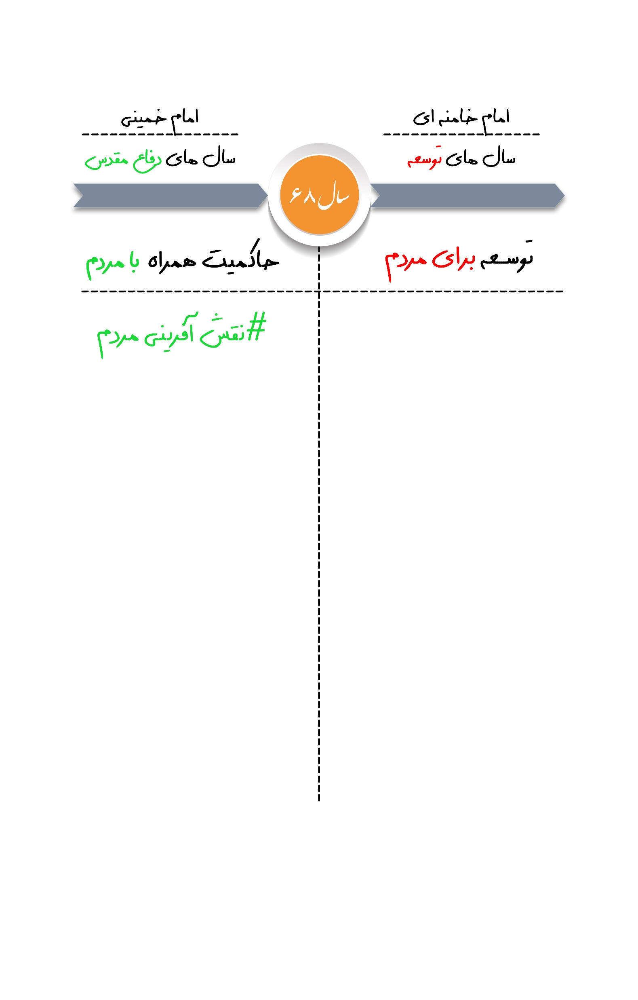 امام خامنه ای
امام خمینی
سال های توسعه
سال های دفاع مقدس
سال ۶۸
توسعه برای مردم
حاکمیت همراه با مردم
#نقش آفرینی مردم